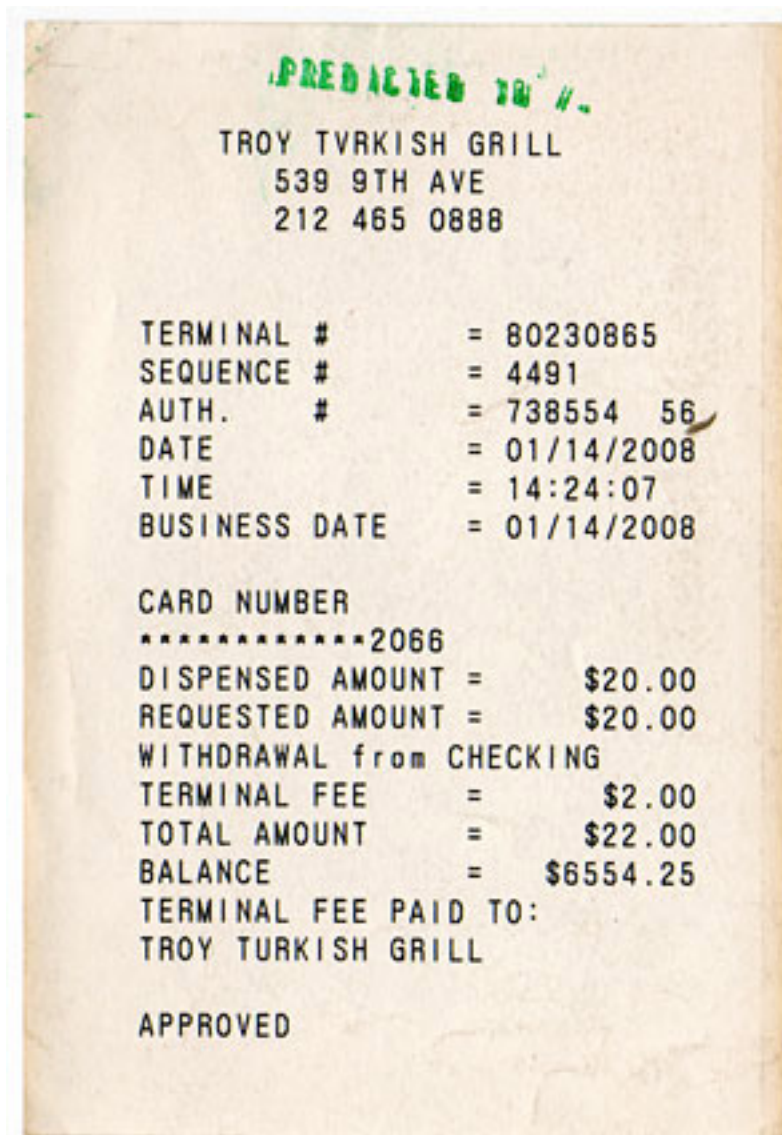 TROY TVRKISH GRILL
539 9TH AVE
212 465 0888
TERMINAL # = 80230865
SEQUENCE # = 4491
AUTH. # = 738554 56
DATE = 01/14/2008
TIME = 14:24:07
BUSINESS DATE = 01/14/2008
CARD NUMBER
************2066
DISPENSED AMOUNT = $20.00
REQUESTED AMOUNT = $20.00
WITHDRAWAL from CHECKING
TERMINAL FEE = $2.00
TOTAL AMOUNT = $22.00
BALANCE = $6554.25
TERMINAL FEE PAID TO:
TROY TURKISH GRILL
APPROVED